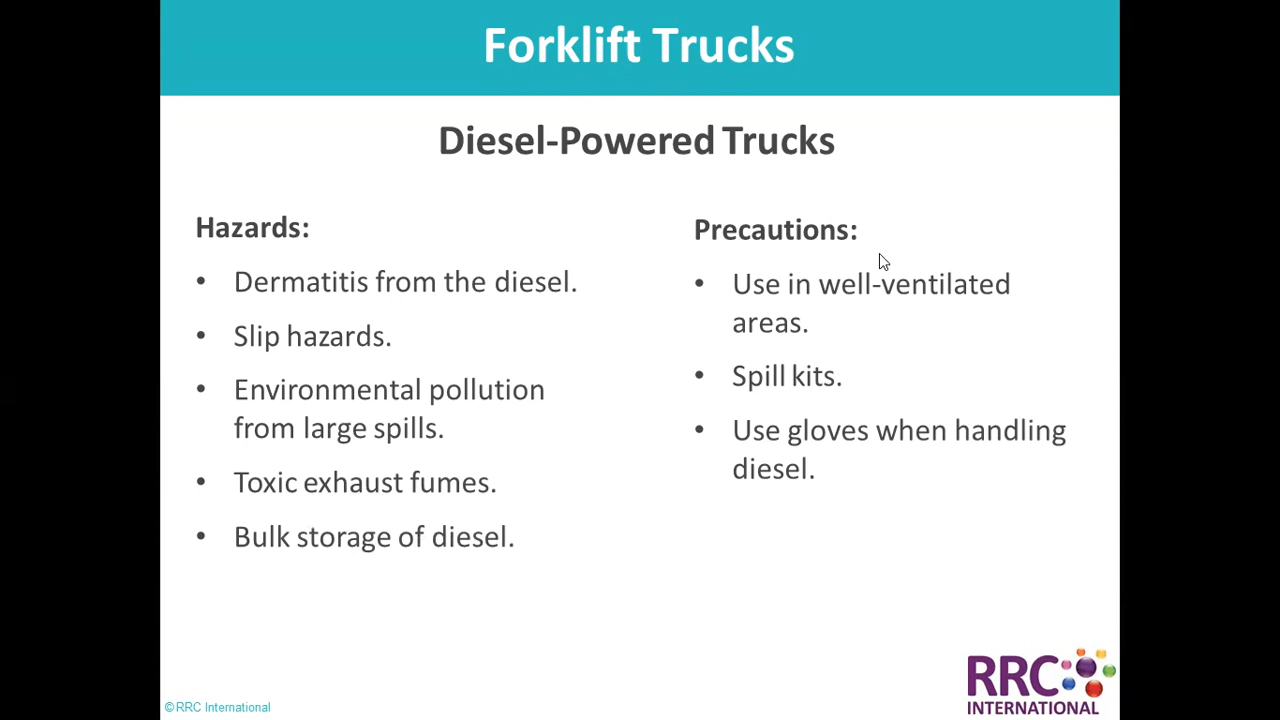 Forklift Trucks
Diesel-Powered Trucks
Hazards:
• Dermatitis from the diesel.
• Slip hazards.
• Environmental pollution
from large spills.
• Toxic exhaust fumes.
• Bulk storage of diesel.
Precautions:
• Use in well-ventilated
areas.
• Spill kits.
• Use gloves when handling
diesel.
©RRC International
RRC
INTERNATIONAL